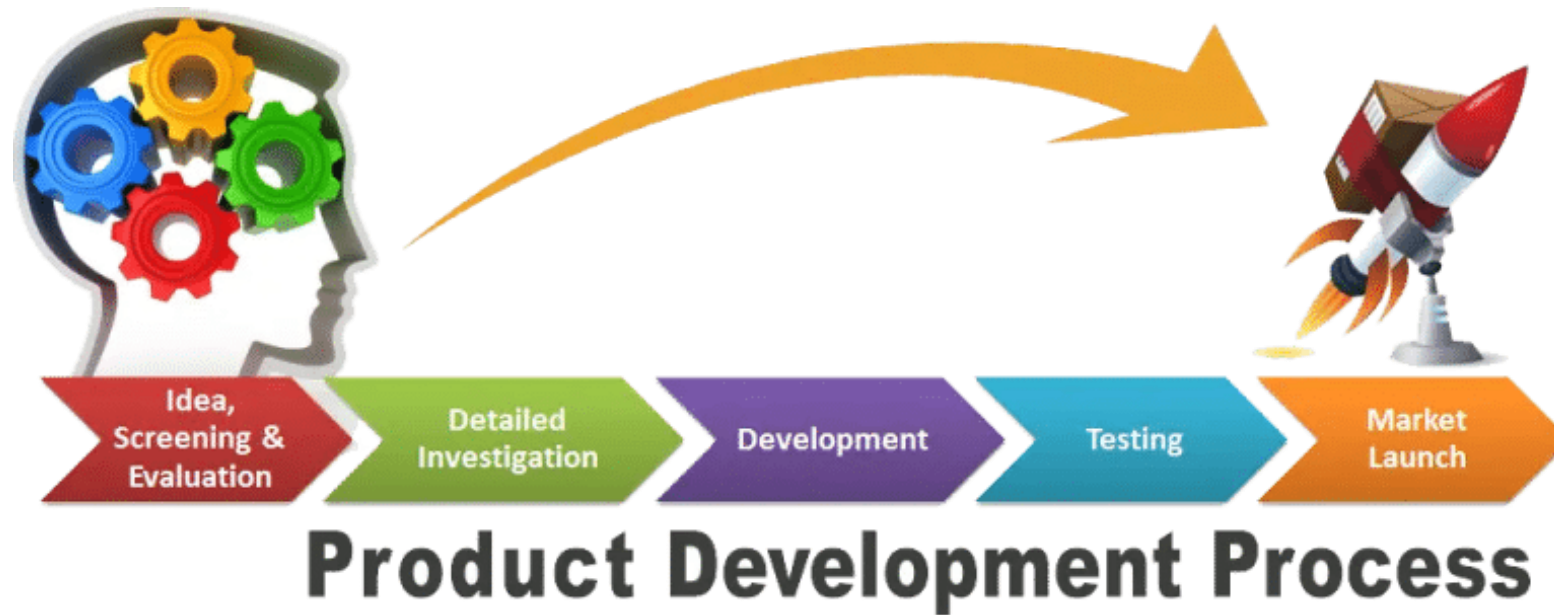 Idea,
Screening &
Evaluation
Detailed
Investigation
Development
Testing
Market
Launch
Product Development Process